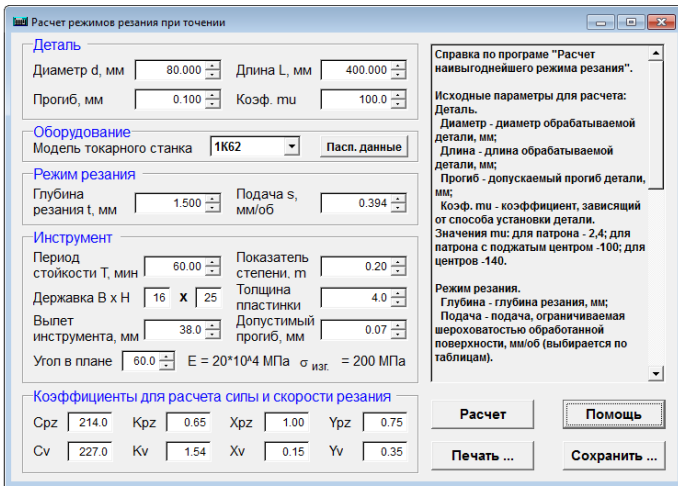 Расчет режимов резания при точении
Деталь
Диаметр d, мм 80.000 Длина L, мм 400.000
Прогиб, мм 0.100 Коэф. mu 100.0
Оборудование
Модель токарного станка 1К62 Пасп. данные
Режим резания
Глубина резания t, мм 1.500 Подача s, мм/об 0.394
Инструмент
Период стойкости Т, мин 60.00 Показатель степени, m 0.20
Державка B x H 16 X 25 Толщина пластинки 4.0
Вылет инструмента, мм 38.0 Допустимый прогиб, мм 0.07
Угол в плане 60.0 E = 20*10^4 МПа σ изг. = 200 МПа
Коэффициенты для расчета силы и скорости резания
Cpz 214.0 Kpz 0.65 Xpz 1.00 Ypz 0.75
Cv 227.0 Kv 1.54 Xv 0.15 Yv 0.35
Справка по програме "Расчет
наивыгоднейшего режима резания".
Исходные параметры для расчета:
Деталь.
Диаметр - диаметр обрабатываемой
детали, мм;
Длина - длина обрабатываемой
детали, мм;
Прогиб - допускаемый прогиб детали,
мм;
Коэф. mu - коэффициент, зависящий
от способа установки детали.
Значения mu: для патрона - 2,4; для
патрона с поджатым центром -100; для
центров -140.
Режим резания.
Глубина - глубина резания, мм;
Подача - подача, ограничиваемая
шероховатостью обработанной
поверхности, мм/об (выбирается по
таблицам).
Расчет Помощь
Печать ... Сохранить ...